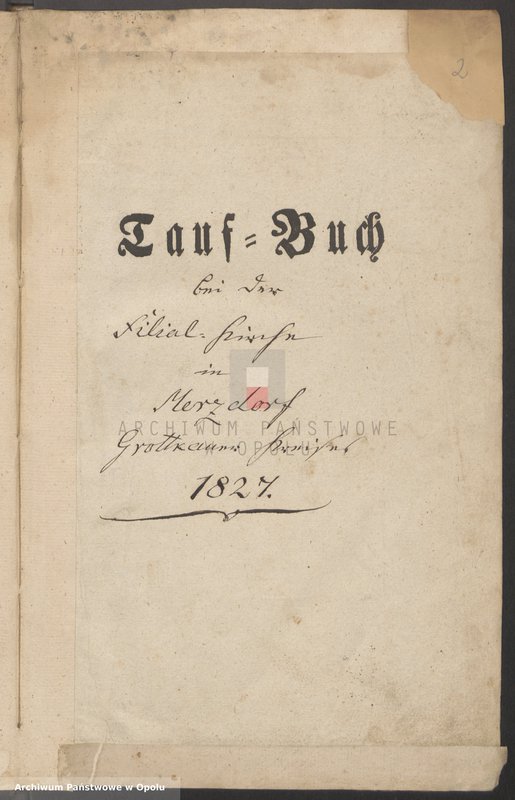 2
Tauf=Buch
bei der
Filial=Kirche
in
Merzdorf
ARCHIWUM PAŃSTWOWE
W OPOLU
Grottkauer Kreises
1827.
Archiwum Państwowe w Opolu